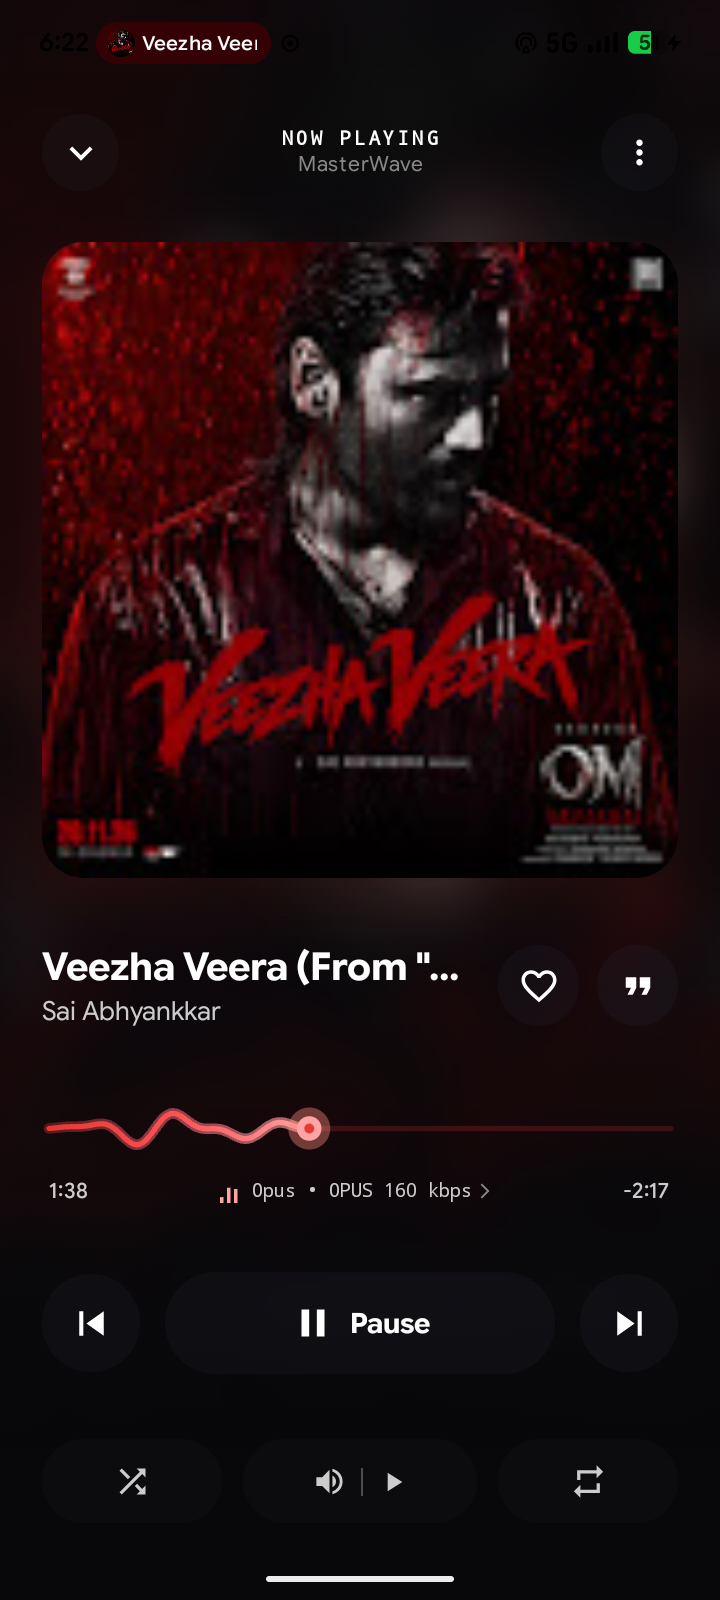 6:22
Veezha Veer
5G
5
NOW PLAYING
MasterWave
VEEZHA VEERA
OM
Veezha Veera (From "...
Sai Abhyankkar
1:38
Opus • OPUS 160 kbps
-2:17
Pause